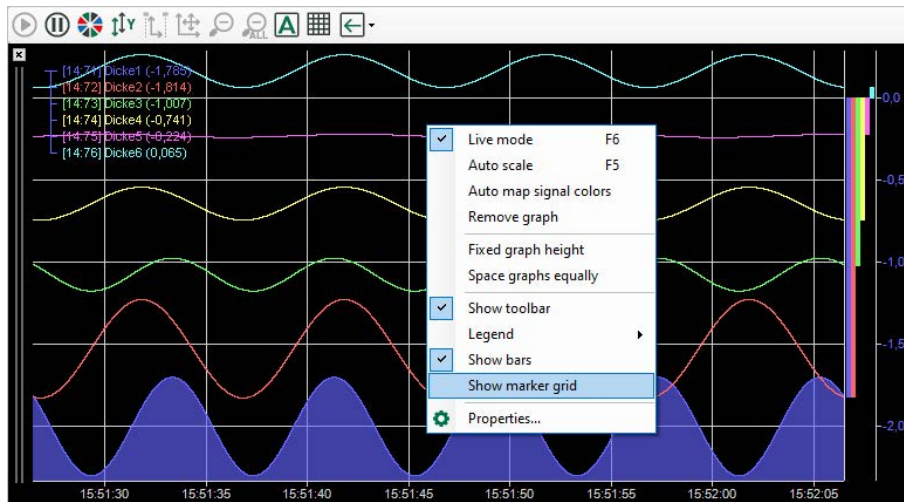 Y
ALL
A
[14:71] Dicke1 (-1,785)
[14:72] Dicke2 (-1,814)
[14:73] Dicke3 (-1,007)
[14:74] Dicke4 (-0,741)
[14:75] Dicke5 (-0,224)
[14:76] Dicke6 (0,065)
Live mode F6
Auto scale F5
Auto map signal colors
Remove graph
Fixed graph height
Space graphs equally
Show toolbar
Legend
Show bars
Show marker grid
Properties...
0,0
-0,5
-1,0
-1,5
-2,0
15:51:30 15:51:35 15:51:40 15:51:45 15:51:50 15:51:55 15:52:00 15:52:05